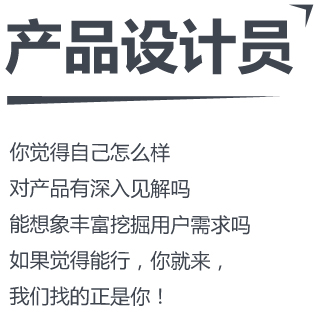 产品设计员
你觉得自己怎么样
对产品有深入见解吗
能想象丰富挖掘用户需求吗
如果觉得能行，你就来，
我们找的正是你！